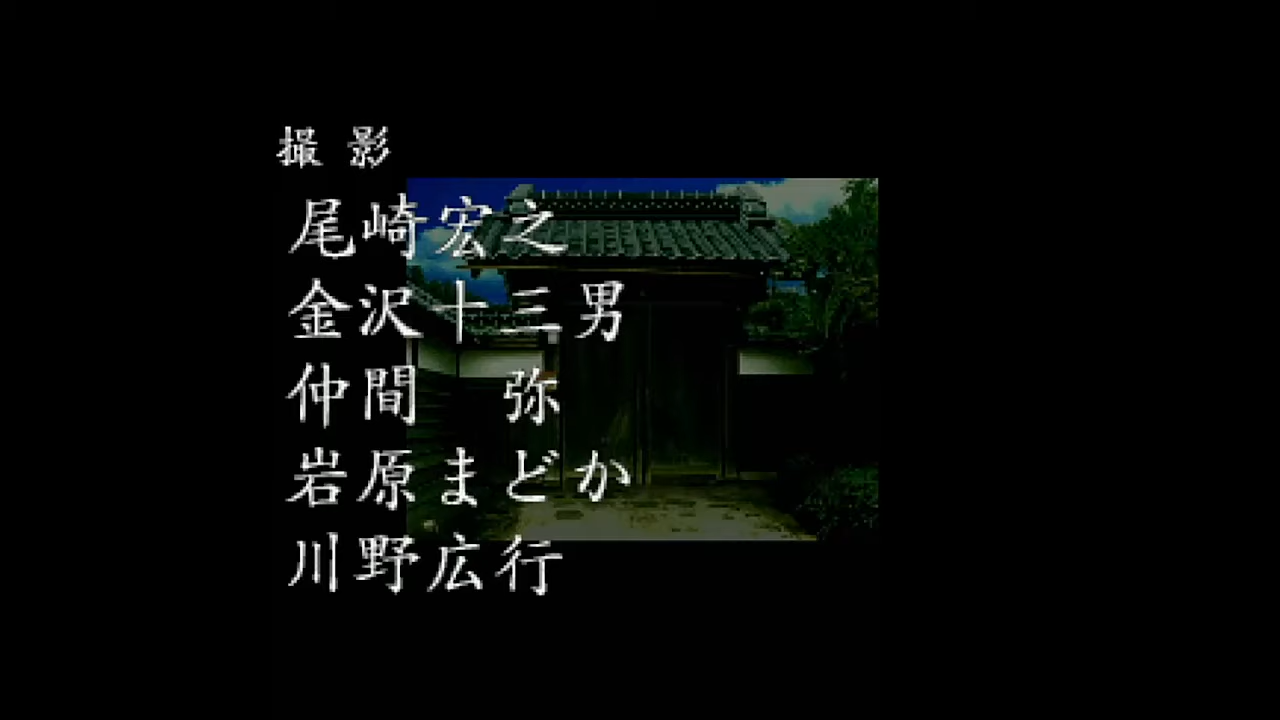 撮影
尾崎宏之
金沢十三男
仲間　弥
岩原まどか
川野広行